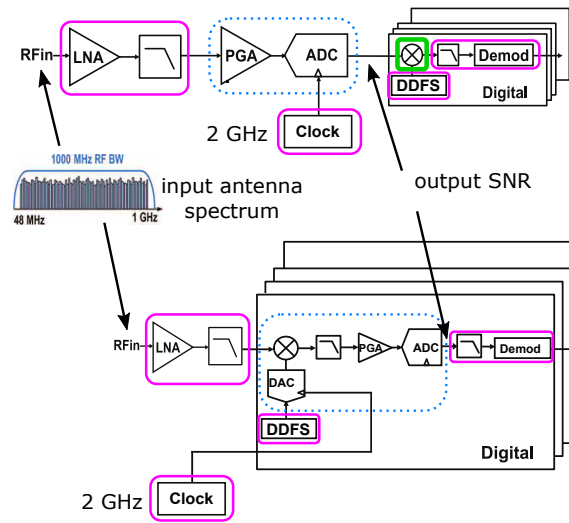 RFin
LNA
PGA
ADC
Demod
DDFS
Digital
2 GHz
Clock
1000 MHz RF BW
48 MHz
1 GHz
input antenna
spectrum
output SNR
RFin
LNA
PGA
ADC
Demod
DAC
DDFS
Digital
2 GHz
Clock